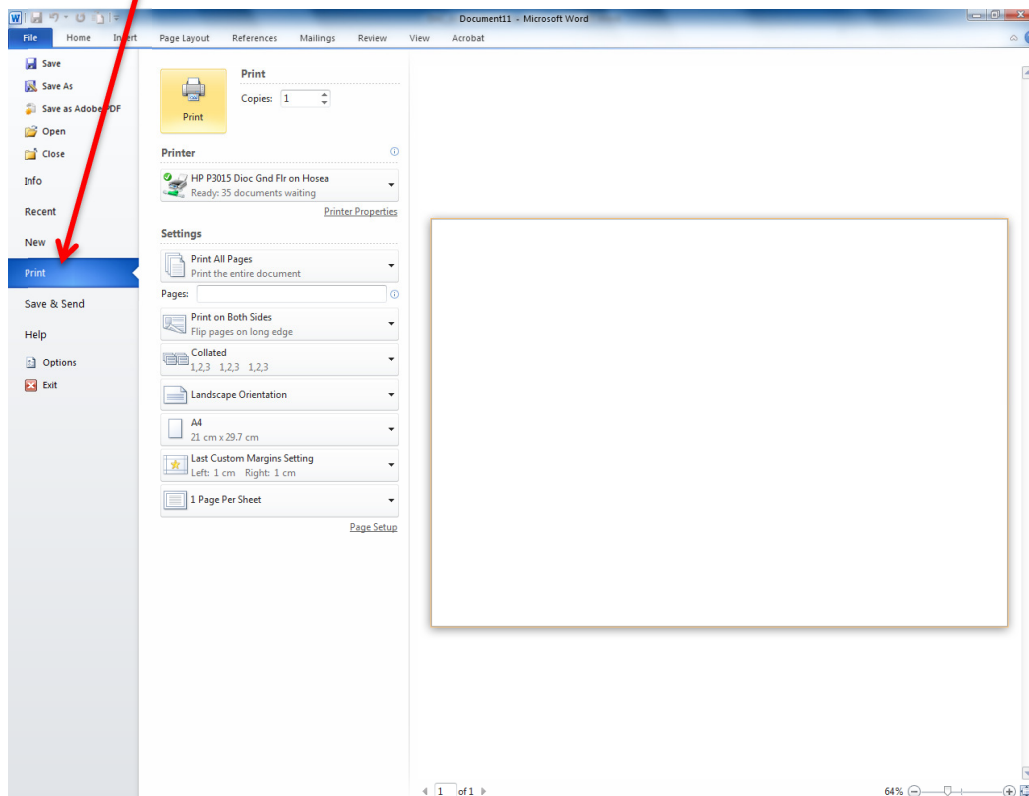 Document11 - Microsoft Word
File Home Insert Page Layout References Mailings Review View Acrobat
Save
Save As
Save as Adobe PDF
Open
Close
Info
Recent
New
Print
Save & Send
Help
Options
Exit
Print
Print
Copies: 1
Printer
HP P3015 Dioc Gnd Flr on Hosea
Ready: 35 documents waiting
Printer Properties
Settings
Print All Pages
Print the entire document
Pages:
Print on Both Sides
Flip pages on long edge
Collated
1,2,3 1,2,3 1,2,3
Landscape Orientation
A4
21 cm x 29.7 cm
Last Custom Margins Setting
Left: 1 cm Right: 1 cm
1 Page Per Sheet
Page Setup
1 of 1
64%